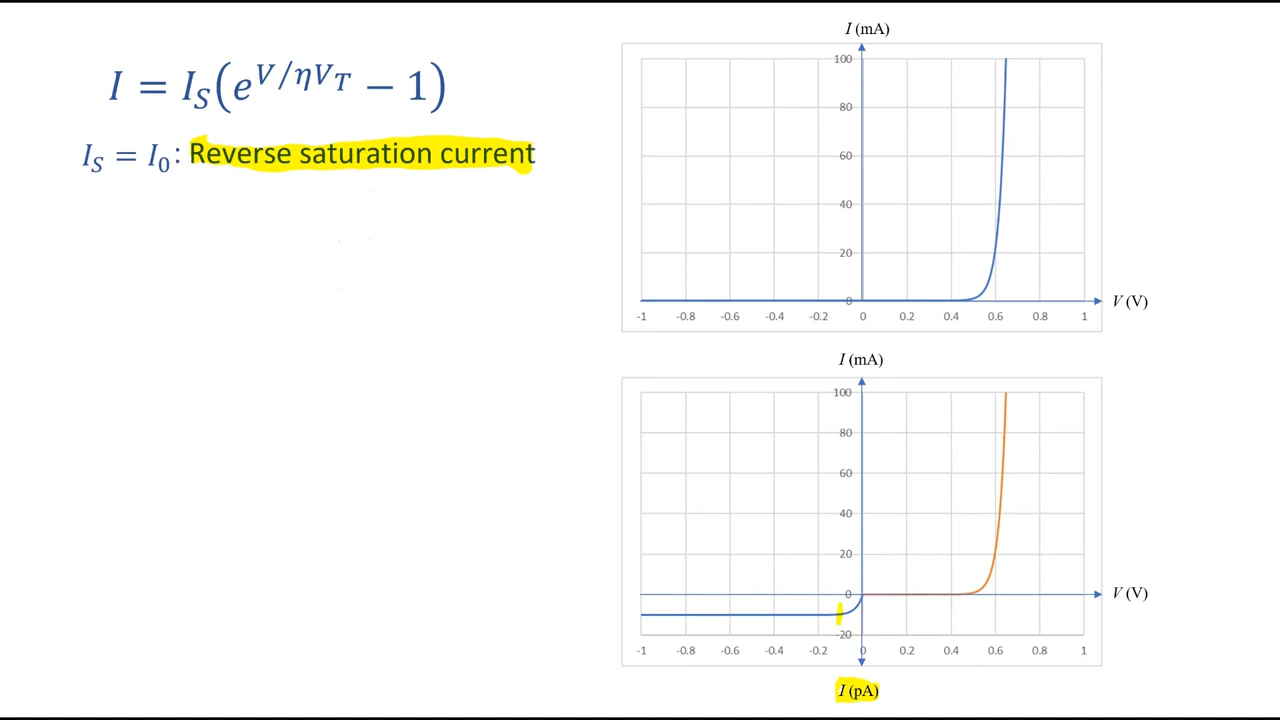 I = I_S(e^{V/ηV_T} − 1)
I_S = I_0: Reverse saturation current
I (mA)
100
80
60
40
20
0
-1 -0.8 -0.6 -0.4 -0.2 0 0.2 0.4 0.6 0.8 1
V (V)
I (mA)
100
80
60
40
20
0
-20
V (V)
-1 -0.8 -0.6 -0.4 -0.2 0 0.2 0.4 0.6 0.8 1
I (pA)